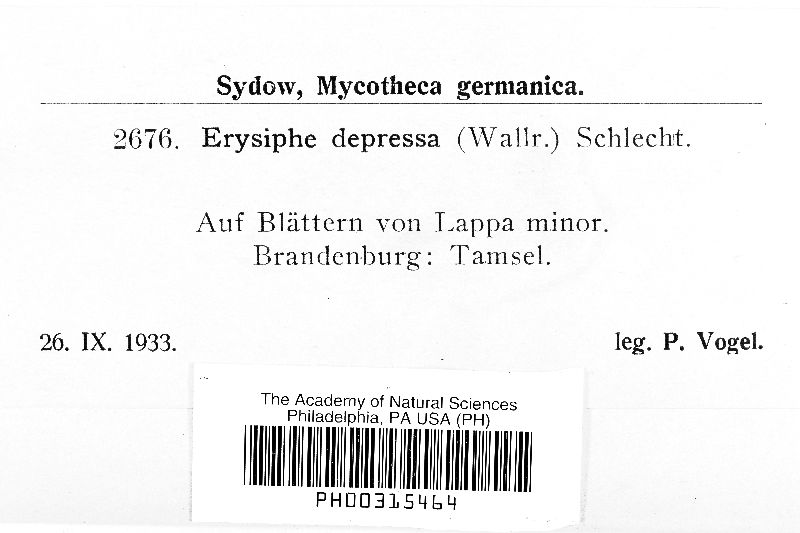 Sydow, Mycotheca germanica.
2676. Erysiphe depressa (Wallr.) Schlecht.
Auf Blättern von Lappa minor.
Brandenburg: Tamsel.
26. IX. 1933. leg. P. Vogel.
The Academy of Natural Sciences
Philadelphia, PA USA (PH)
PH00315464